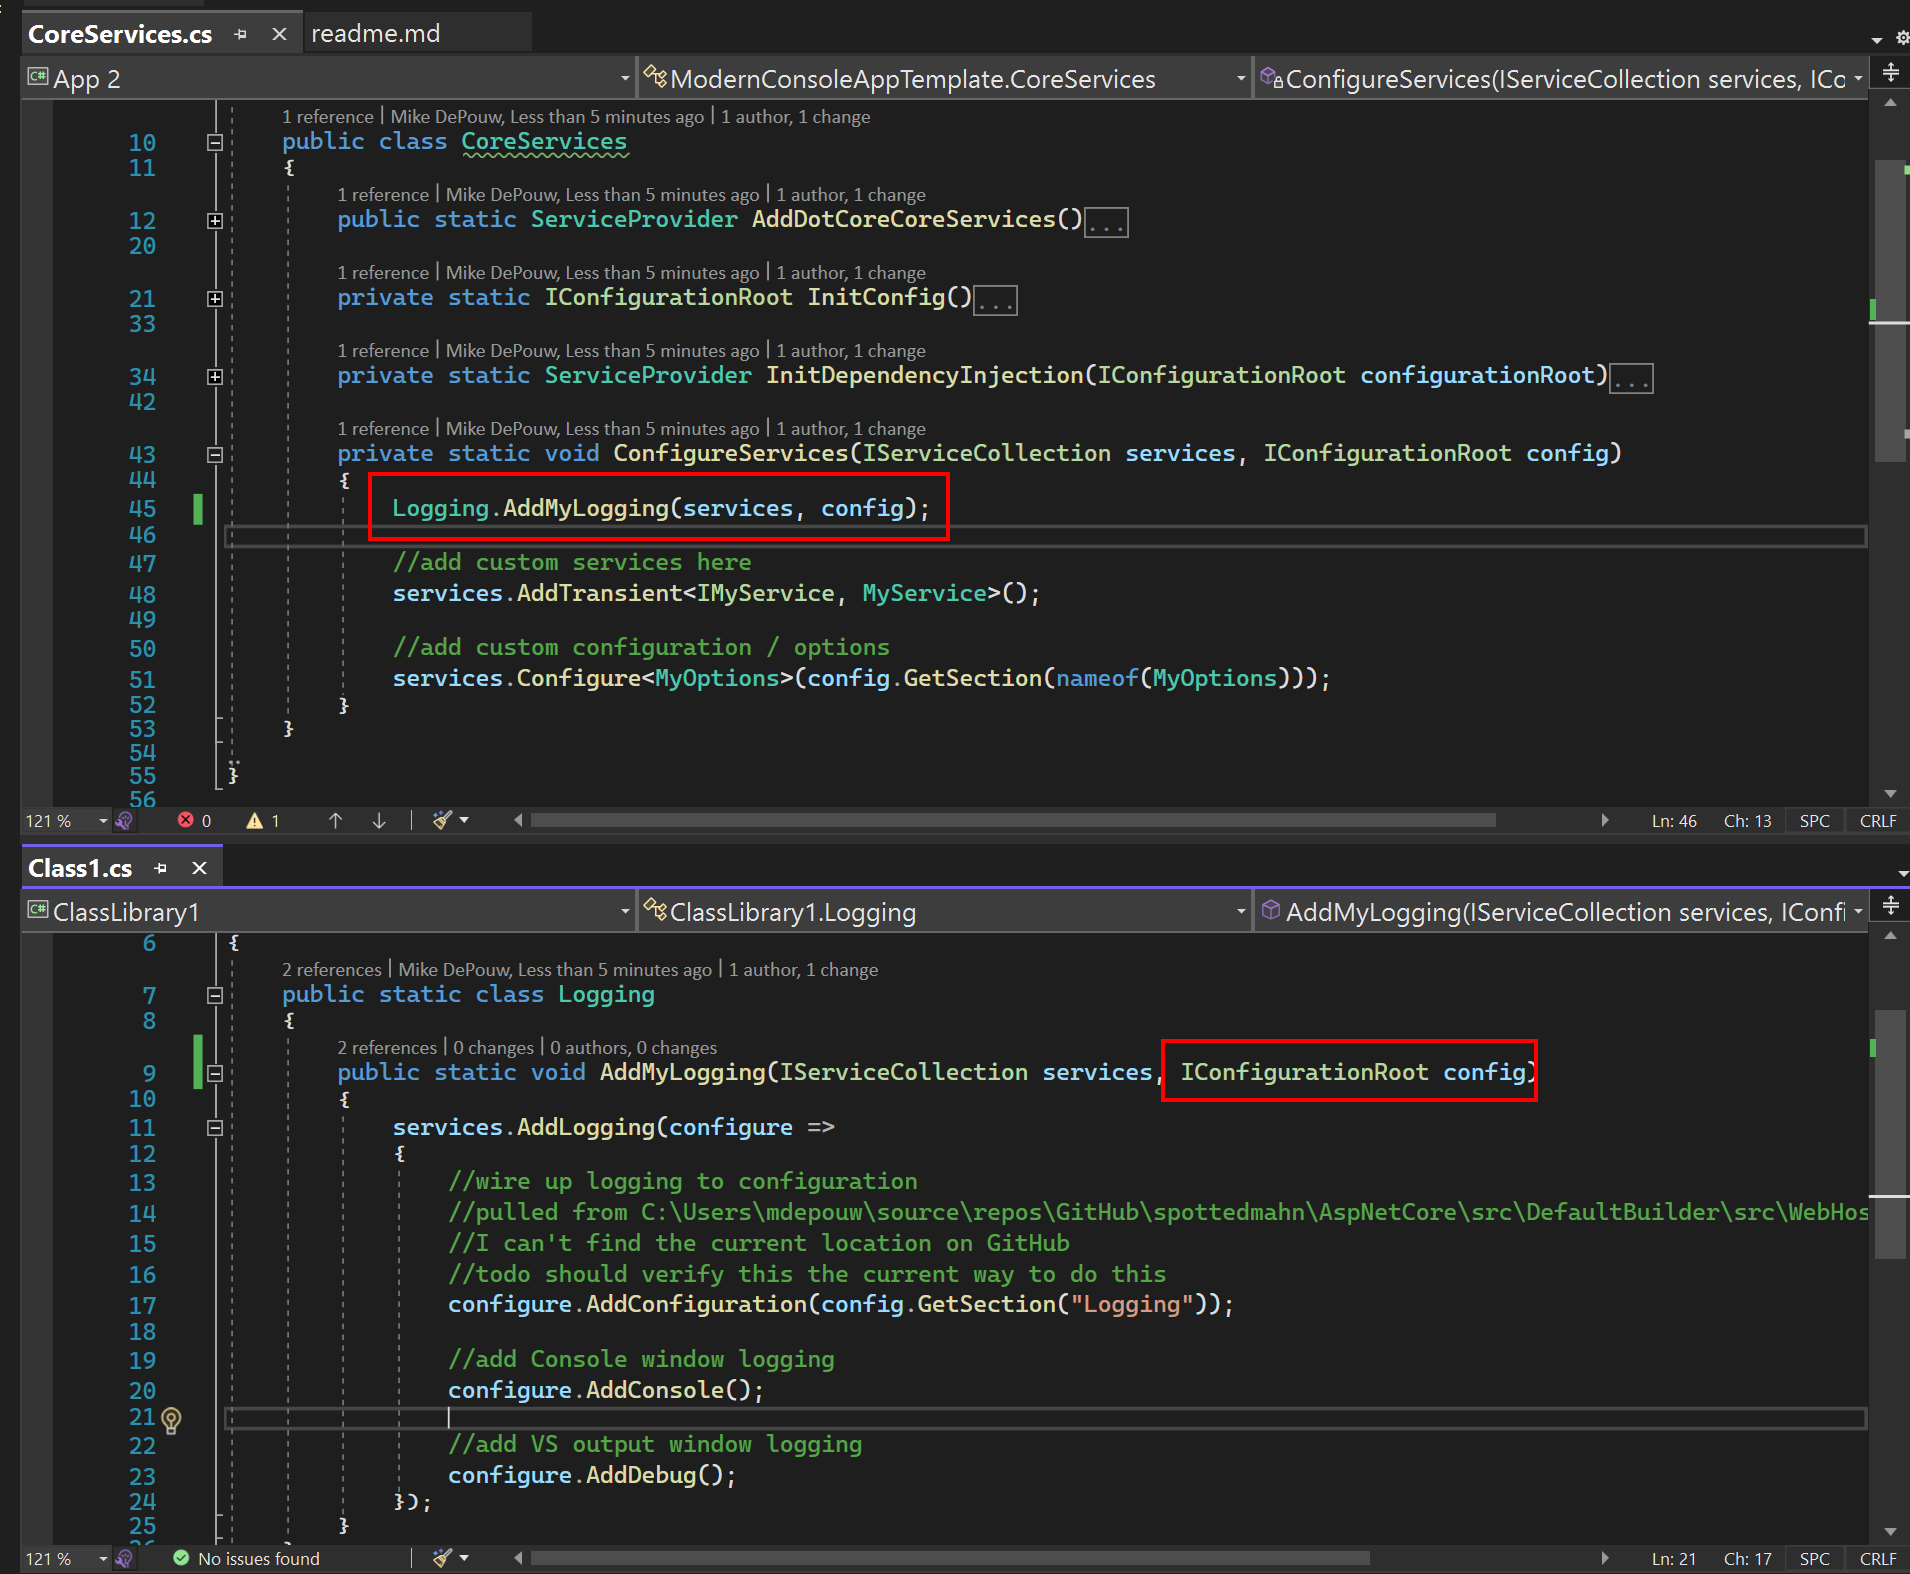 CoreServices.cs readme.md
App 2 ModernConsoleAppTemplate.CoreServices ConfigureServices(IServiceCollection services, ICo
1 reference | Mike DePouw, Less than 5 minutes ago | 1 author, 1 change
10 public class CoreServices
11 {
1 reference | Mike DePouw, Less than 5 minutes ago | 1 author, 1 change
12 public static ServiceProvider AddDotCoreCoreServices()...
20
1 reference | Mike DePouw, Less than 5 minutes ago | 1 author, 1 change
21 private static IConfigurationRoot InitConfig()...
33
1 reference | Mike DePouw, Less than 5 minutes ago | 1 author, 1 change
34 private static ServiceProvider InitDependencyInjection(IConfigurationRoot configurationRoot)...
42
1 reference | Mike DePouw, Less than 5 minutes ago | 1 author, 1 change
43 private static void ConfigureServices(IServiceCollection services, IConfigurationRoot config)
44 {
45 Logging.AddMyLogging(services, config);
46
47 //add custom services here
48 services.AddTransient<IMyService, MyService>();
49
50 //add custom configuration / options
51 services.Configure<MyOptions>(config.GetSection(nameof(MyOptions)));
52 }
53 }
54
55 }
56
121 % 0 1 Ln: 46 Ch: 13 SPC CRLF
Class1.cs
ClassLibrary1 ClassLibrary1.Logging AddMyLogging(IServiceCollection services, IConfi
6 {
2 references | Mike DePouw, Less than 5 minutes ago | 1 author, 1 change
7 public static class Logging
8 {
2 references | 0 changes | 0 authors, 0 changes
9 public static void AddMyLogging(IServiceCollection services, IConfigurationRoot config)
10 {
11 services.AddLogging(configure =>
12 {
13 //wire up logging to configuration
14 //pulled from C:\Users\mdepouw\source\repos\GitHub\spottedmahn\AspNetCore\src\DefaultBuilder\src\WebHos
15 //I can't find the current location on GitHub
16 //todo should verify this the current way to do this
17 configure.AddConfiguration(config.GetSection("Logging"));
18
19 //add Console window logging
20 configure.AddConsole();
21
22 //add VS output window logging
23 configure.AddDebug();
24 });
25 }
121 % No issues found Ln: 21 Ch: 17 SPC CRLF